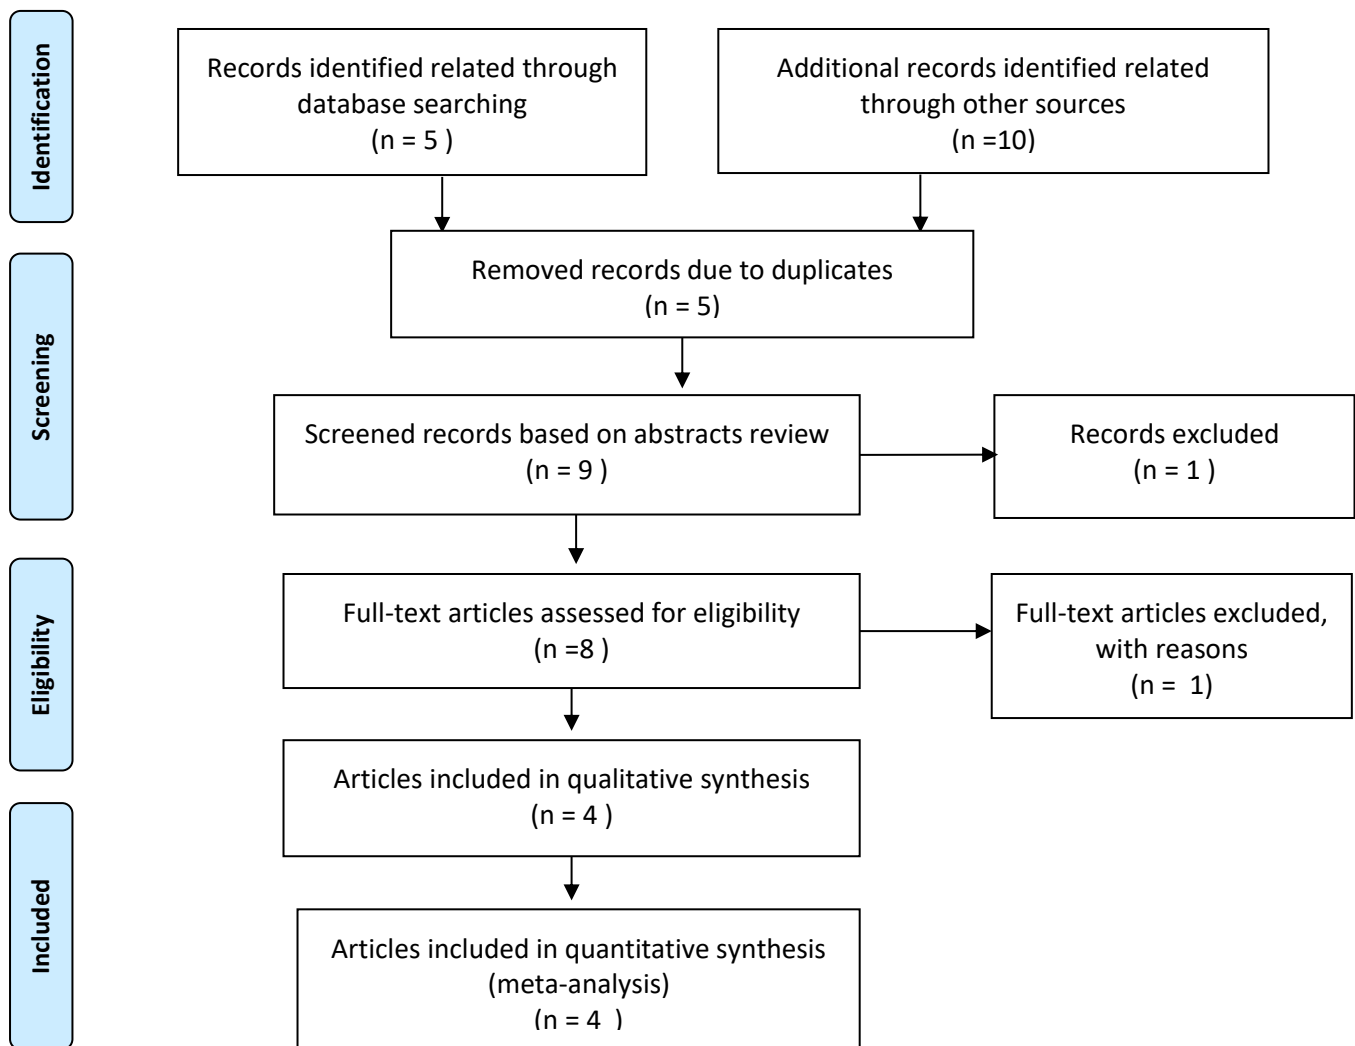 Identification
Records identified related through
database searching
(n = 5 )
Additional records identified related
through other sources
(n =10)
Removed records due to duplicates
(n = 5)
Screening
Screened records based on abstracts review
(n = 9 )
Records excluded
(n = 1 )
Eligibility
Full-text articles assessed for eligibility
(n =8 )
Full-text articles excluded,
with reasons
(n = 1)
Articles included in qualitative synthesis
(n = 4 )
Included
Articles included in quantitative synthesis
(meta-analysis)
(n = 4 )